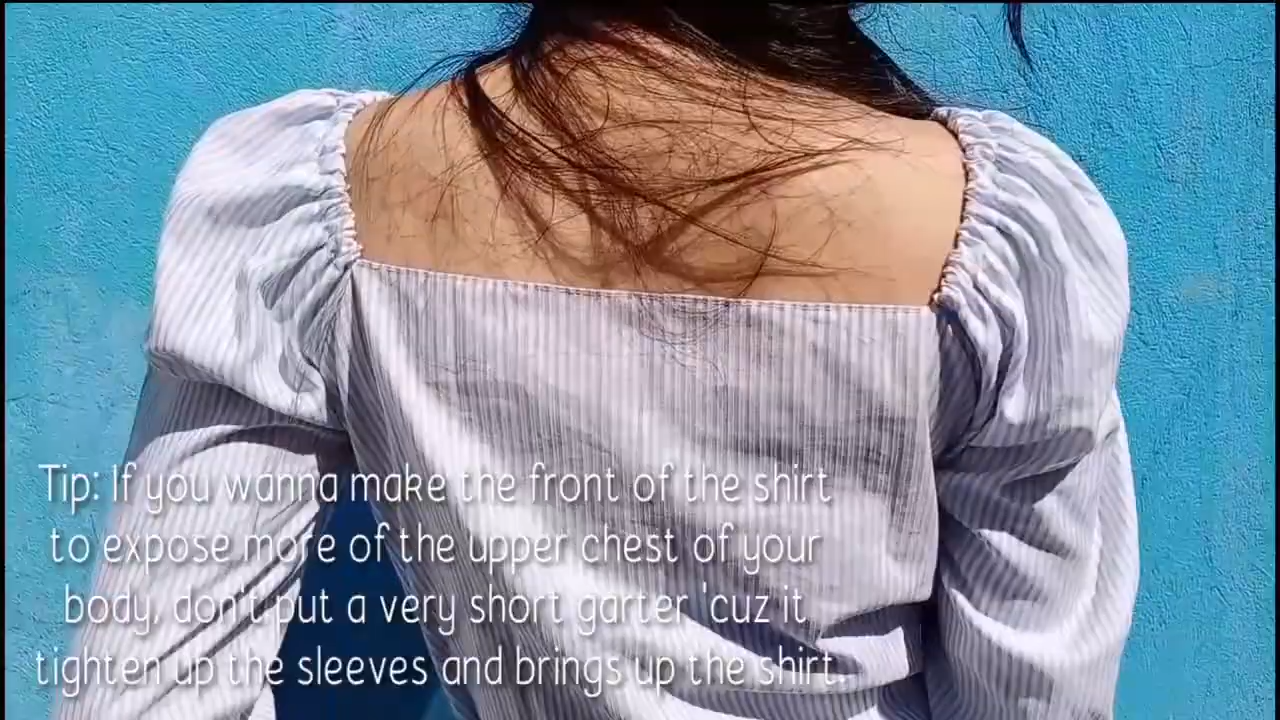 Tip: If you wanna make the front of the shirt
to expose more of the upper chest of your
body, don't put a very short garter 'cuz it
tighten up the sleeves and brings up the shirt.